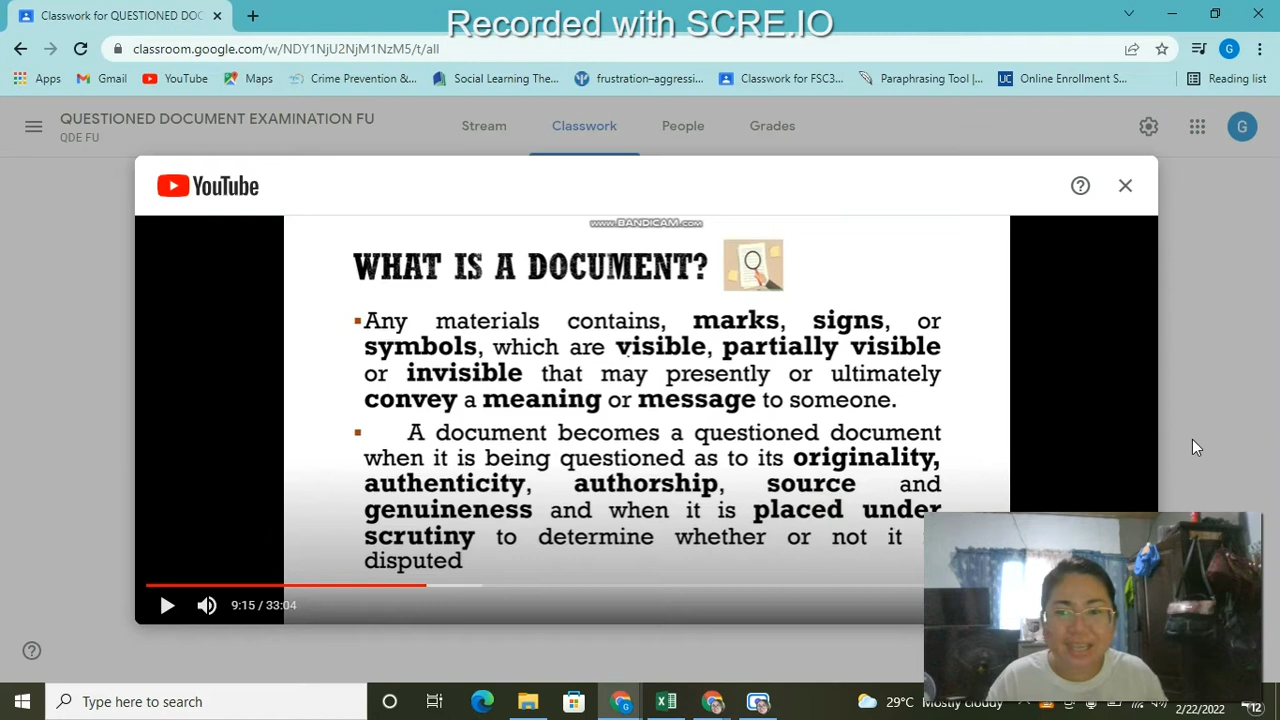 Classroom for QUESTIONED DOC
Recorded with SCRE.IO
classroom.google.com/w/NDY1NjU2NjM1NzM5/t/all
G
Apps
Gmail
YouTube
Maps
Crime Prevention &...
Social Learning The...
frustration–aggressi...
Classwork for FSC3...
Paraphrasing Tool |...
UC
Online Enrollment S...
Reading list
QUESTIONED DOCUMENT EXAMINATION FU
QDE FU
Stream
Classwork
People
Grades
G
YouTube
www.BANDICAM.com
WHAT IS A DOCUMENT?
Any materials contains, marks, signs, or
symbols, which are visible, partially visible
or invisible that may presently or ultimately
convey a meaning or message to someone.
A document becomes a questioned document
when it is being questioned as to its originality,
authenticity, authorship, source and
genuineness and when it is placed under
scrutiny to determine whether or not it
disputed
9:15 / 33:04
Type here to search
29°C Mostly cloudy
2/22/2022
12